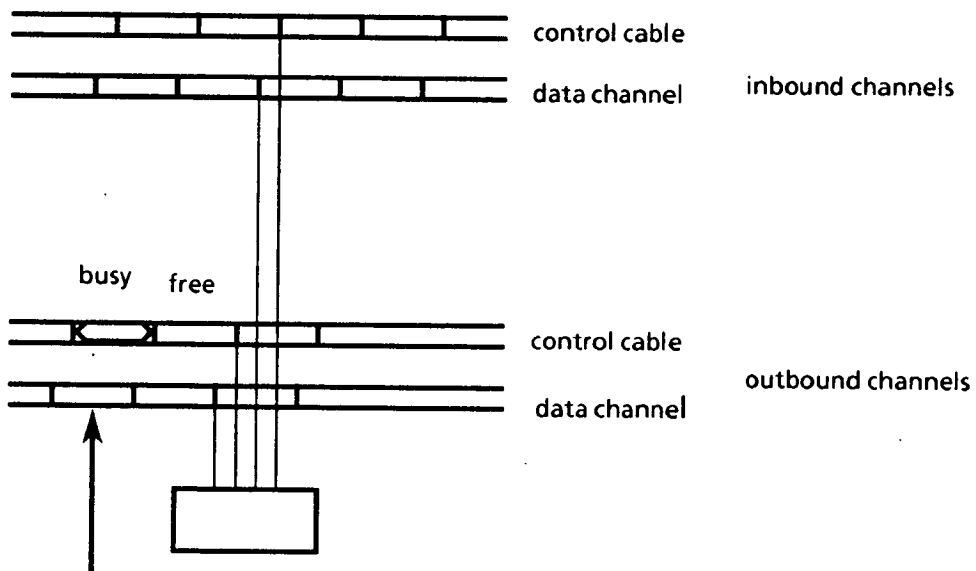 control cable
data channel
inbound channels
busy
free
control cable
data channel
outbound channels